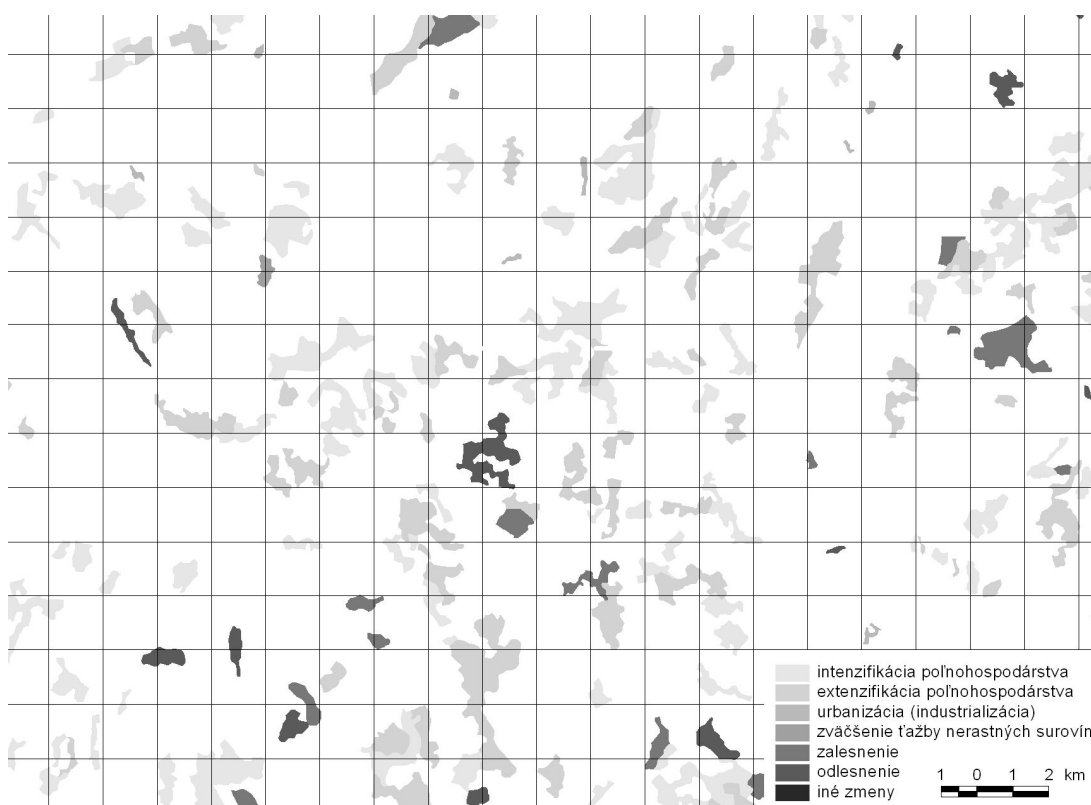 intenzifikácia poľnohospodárstva
extenzifikácia poľnohospodárstva
urbanizácia (industrializácia)
zväčšenie ťažby nerastných surovín
zalesnenie
odlesnenie
iné zmeny
1 0 1 2 km